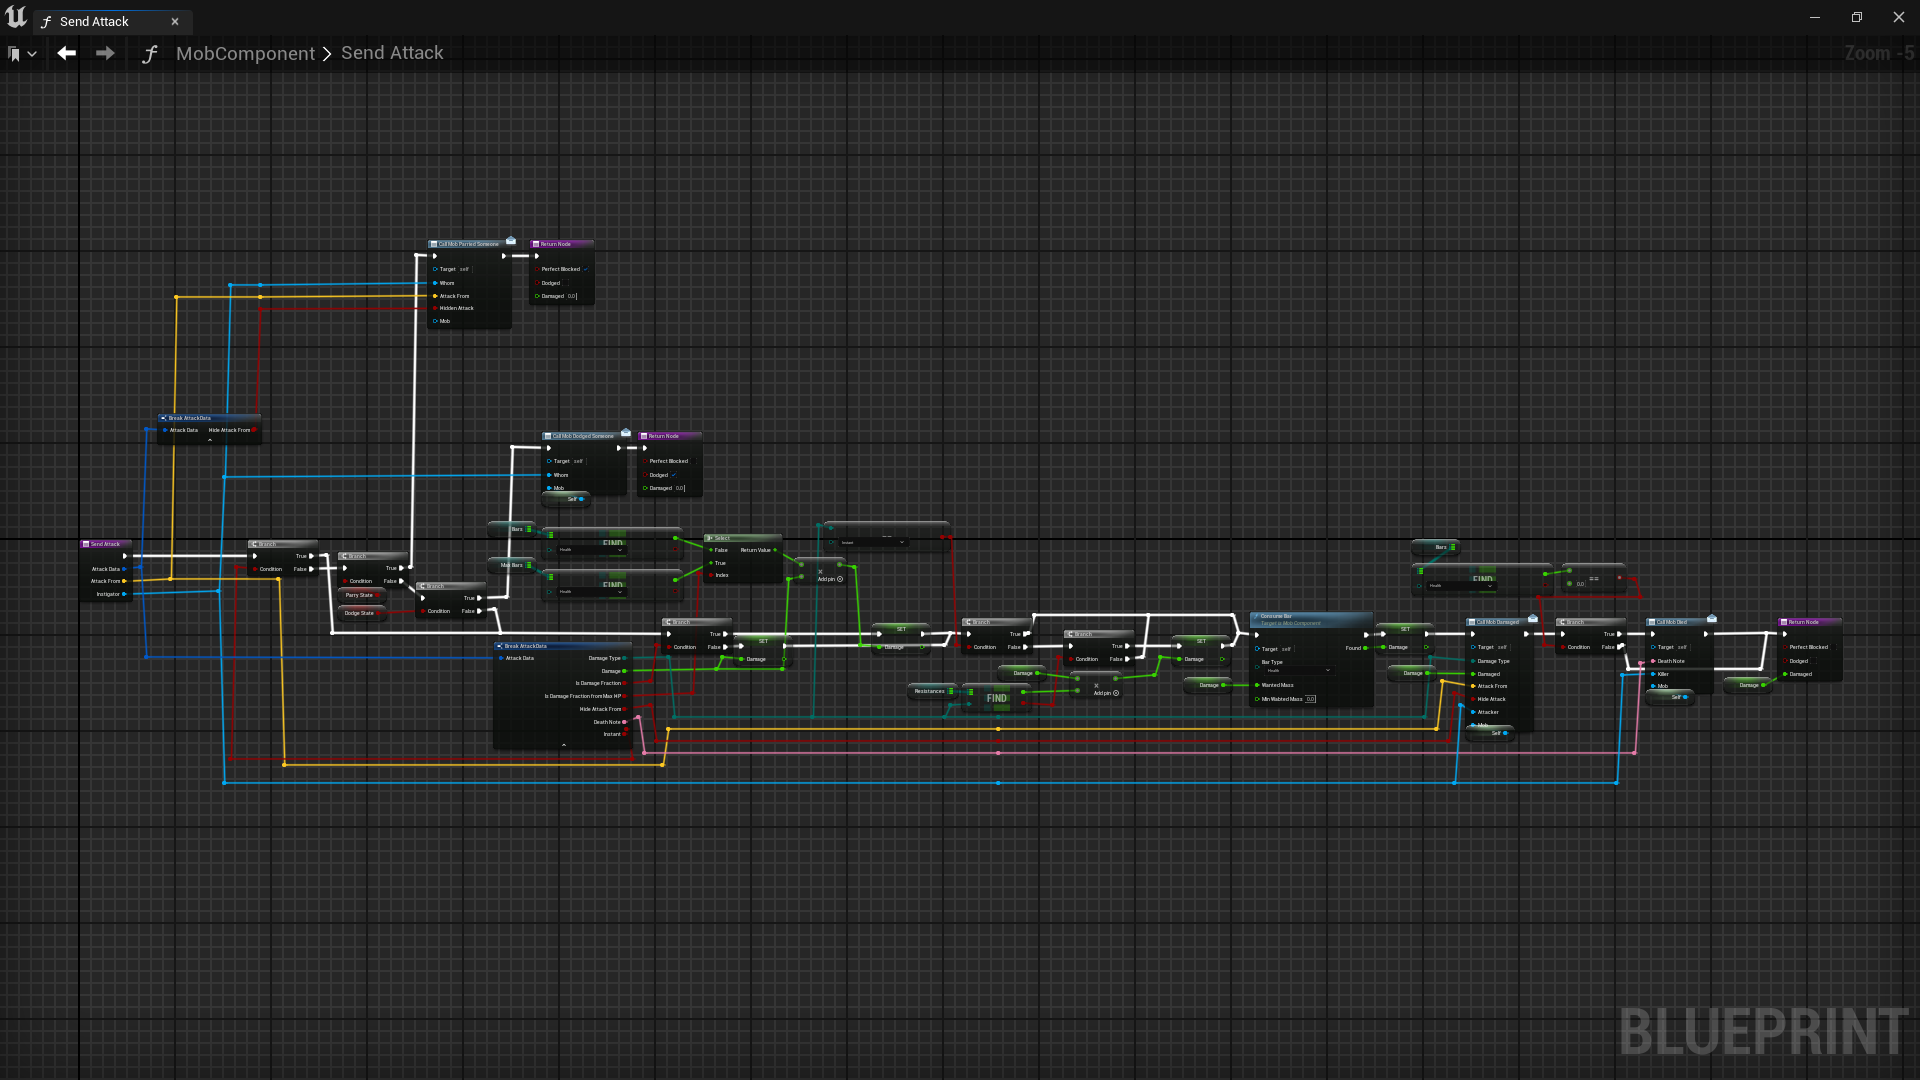 Send Attack
MobComponent > Send Attack
Zoom -5
Call Mob Parried Someone
Target self
Whom
Attack From
Hidden Attack
Mob
Return Node
Perfect Blocked
Dodged
Damaged 0.0
Break AttackData
Attack Data Hide Attack From
Call Mob Dodged Someone
Target self
Whom
Mob
Self
Return Node
Perfect Blocked
Dodged
Damaged 0.0
Send Attack
Attack Data
Attack From
Instigator
Branch
True
Condition False
Branch
True
Condition False
Parry State
Dodge State
Branch
True
Condition False
Bars
FIND
Health
Max Bars
FIND
Health
Select
False Return Value
True
Index
Add pin
Instant
==
Break AttackData
Attack Data Damage Type
Damage
Is Damage Fraction
Is Damage Fraction from Max HP
Hide Attack From
Death Note
Instant
Branch
True
Condition False
SET
Damage
SET
Damage
Branch
True
Condition False
Branch
True
Condition False
Damage
Resistances
FIND
Add pin
SET
Damage
Damage
Consume Bar
Target is Mob Component
Target self
Found
Bar Type
Health
Wanted Mass
Min Wabted Mass 0.0
SET
Damage
Damage
Bars
FIND
Health
0.0
==
Call Mob Damaged
Target self
Damage Type
Damaged
Attack From
Hide Attack
Attacker
Mob
Self
Branch
True
Condition False
Call Mob Died
Target self
Death Note
Killer
Mob
Self
Damage
Return Node
Perfect Blocked
Dodged
Damaged
BLUEPRINT